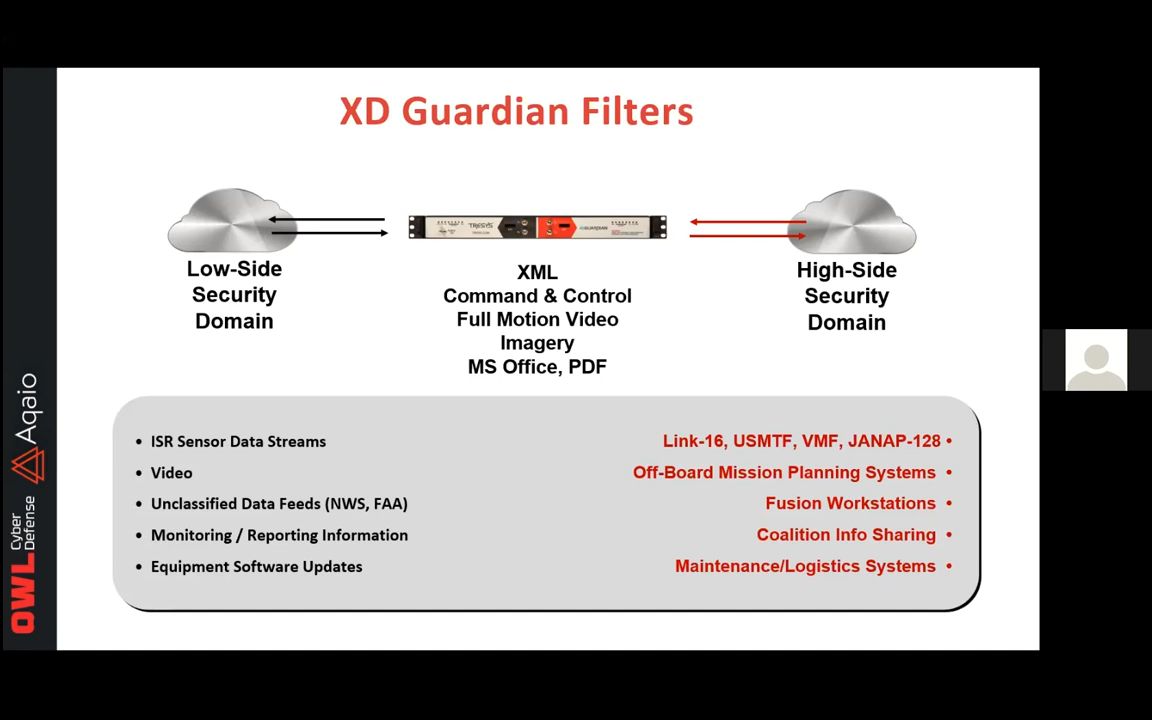 XD Guardian Filters
TRESYS
GUARDIAN
Low-Side
Security
Domain
XML
Command & Control
Full Motion Video
Imagery
MS Office, PDF
High-Side
Security
Domain
• ISR Sensor Data Streams
• Video
• Unclassified Data Feeds (NWS, FAA)
• Monitoring / Reporting Information
• Equipment Software Updates
Link-16, USMTF, VMF, JANAP-128 •
Off-Board Mission Planning Systems •
Fusion Workstations •
Coalition Info Sharing •
Maintenance/Logistics Systems •
OWL Cyber
Defense
Aqaio